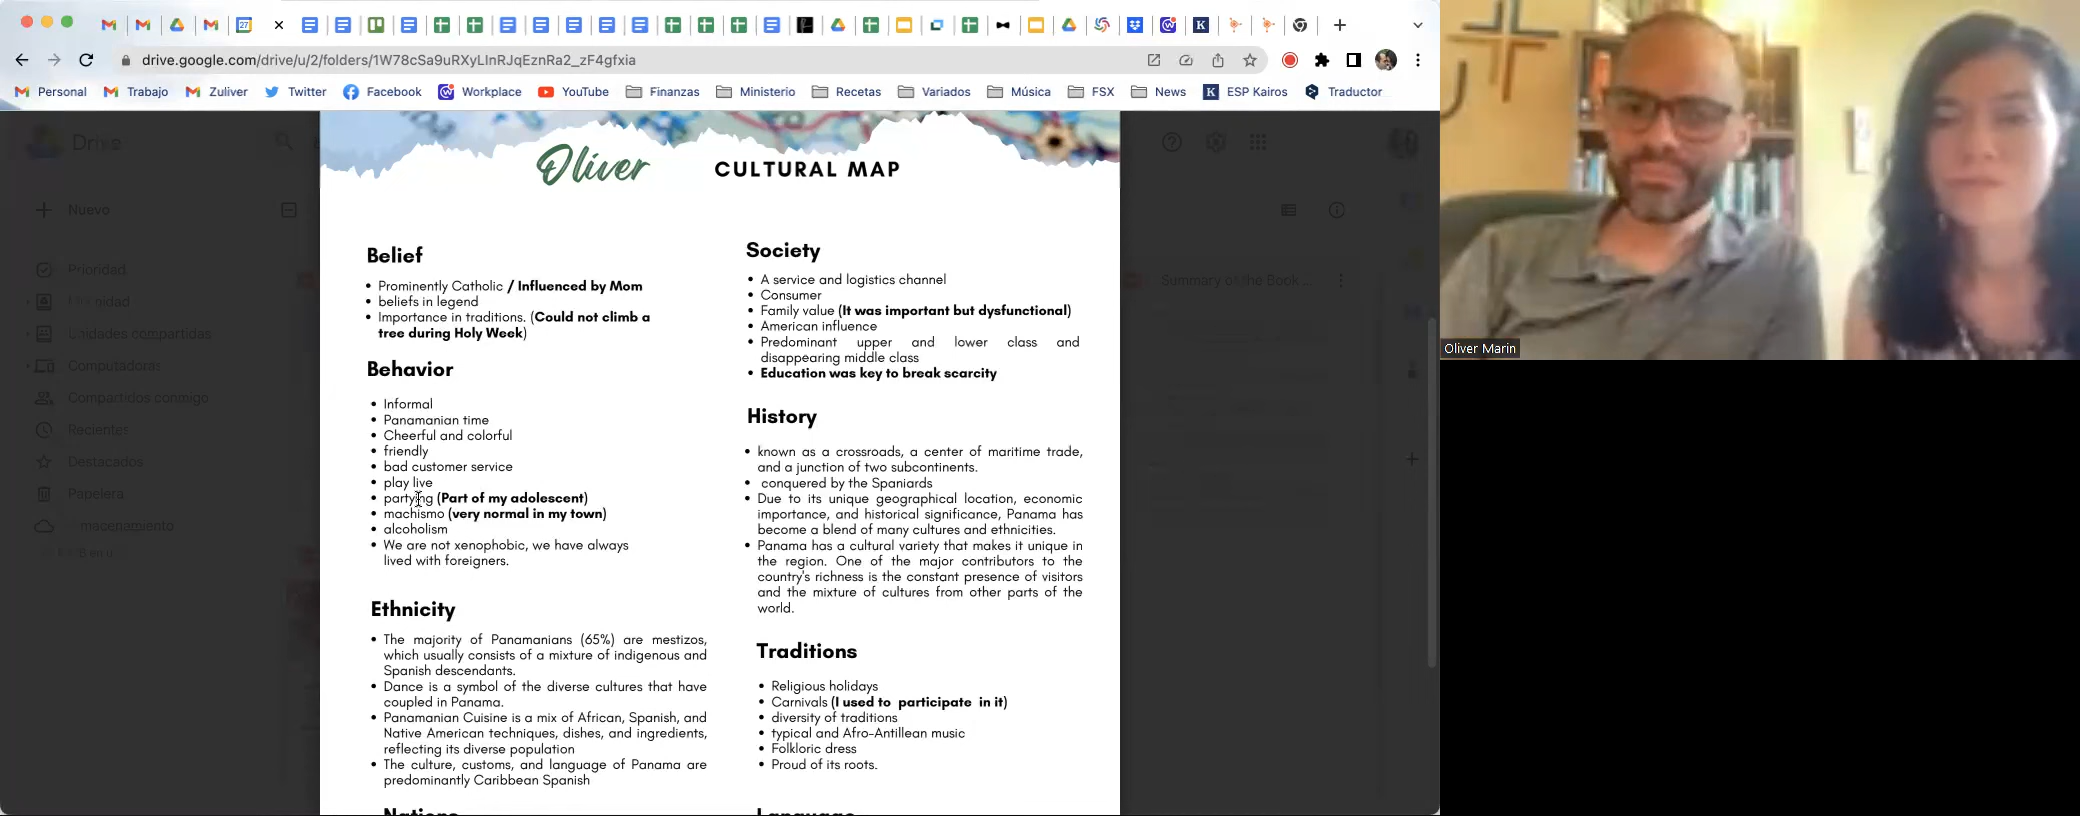 drive.google.com/drive/u/2/folders/1W78cSa9uRXyLInRJqEznRa2_zF4gfxia
Personal Trabajo Zuliver Twitter Facebook Workplace YouTube Finanzas Ministerio Recetas Variados Música FSX News ESP Kairos Traductor
Drive
Nuevo
Prioridad
Unidades compartidas
Computadoras
Compartidos conmigo
Recientes
Destacados
Papelera
Summary of the Book ...
Oliver CULTURAL MAP
Belief
• Prominently Catholic / Influenced by Mom
• beliefs in legend
• Importance in traditions. (Could not climb a
tree during Holy Week)
Behavior
• Informal
• Panamanian time
• Cheerful and colorful
• friendly
• bad customer service
• play live
• partying (Part of my adolescent)
• machismo (very normal in my town)
• alcoholism
• We are not xenophobic, we have always
lived with foreigners.
Ethnicity
• The majority of Panamanians (65%) are mestizos,
which usually consists of a mixture of indigenous and
Spanish descendants.
• Dance is a symbol of the diverse cultures that have
coupled in Panama.
• Panamanian Cuisine is a mix of African, Spanish, and
Native American techniques, dishes, and ingredients,
reflecting its diverse population
• The culture, customs, and language of Panama are
predominantly Caribbean Spanish
Society
• A service and logistics channel
• Consumer
• Family value (It was important but dysfunctional)
• American influence
• Predominant upper and lower class and
disappearing middle class
• Education was key to break scarcity
History
• known as a crossroads, a center of maritime trade,
and a junction of two subcontinents.
• conquered by the Spaniards
• Due to its unique geographical location, economic
importance, and historical significance, Panama has
become a blend of many cultures and ethnicities.
• Panama has a cultural variety that makes it unique in
the region. One of the major contributors to the
country's richness is the constant presence of visitors
and the mixture of cultures from other parts of the
world.
Traditions
• Religious holidays
• Carnivals (I used to participate in it)
• diversity of traditions
• typical and Afro-Antillean music
• Folkloric dress
• Proud of its roots.
Oliver Marin